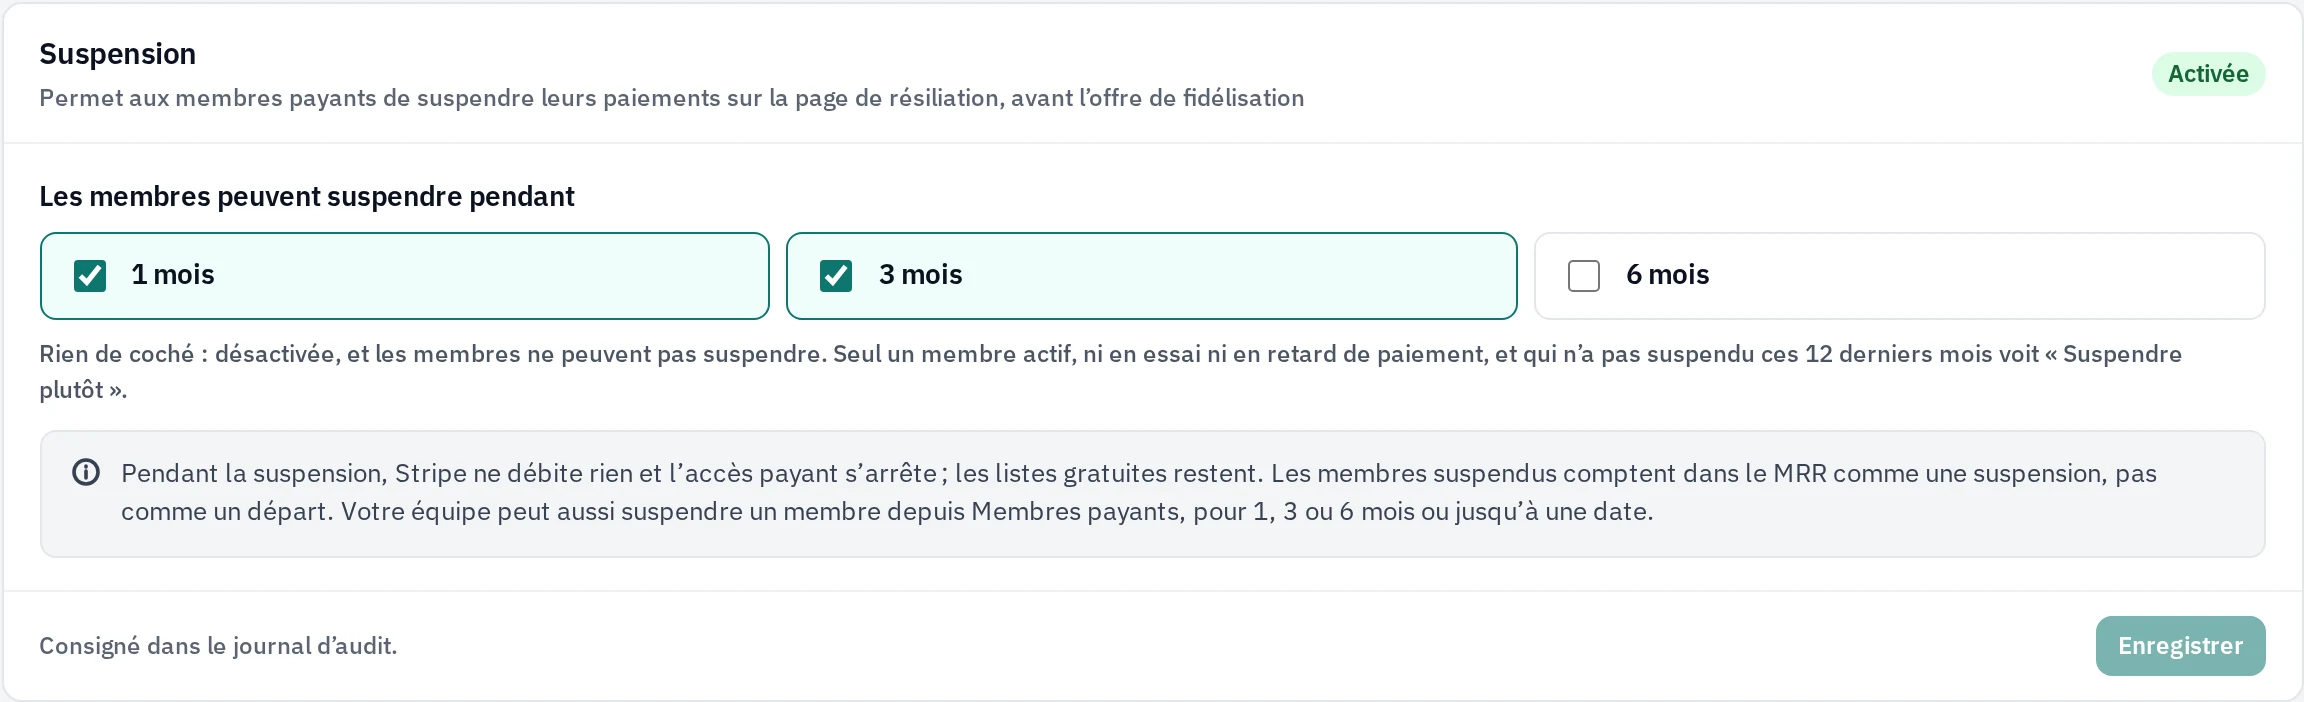 Suspension
Activée
Permet aux membres payants de suspendre leurs paiements sur la page de résiliation, avant l’offre de fidélisation
Les membres peuvent suspendre pendant
1 mois
3 mois
6 mois
Rien de coché : désactivée, et les membres ne peuvent pas suspendre. Seul un membre actif, ni en essai ni en retard de paiement, et qui n’a pas suspendu ces 12 derniers mois voit « Suspendre
plutôt ».
Pendant la suspension, Stripe ne débite rien et l’accès payant s’arrête ; les listes gratuites restent. Les membres suspendus comptent dans le MRR comme une suspension, pas
comme un départ. Votre équipe peut aussi suspendre un membre depuis Membres payants, pour 1, 3 ou 6 mois ou jusqu’à une date.
Consigné dans le journal d’audit.
Enregistrer